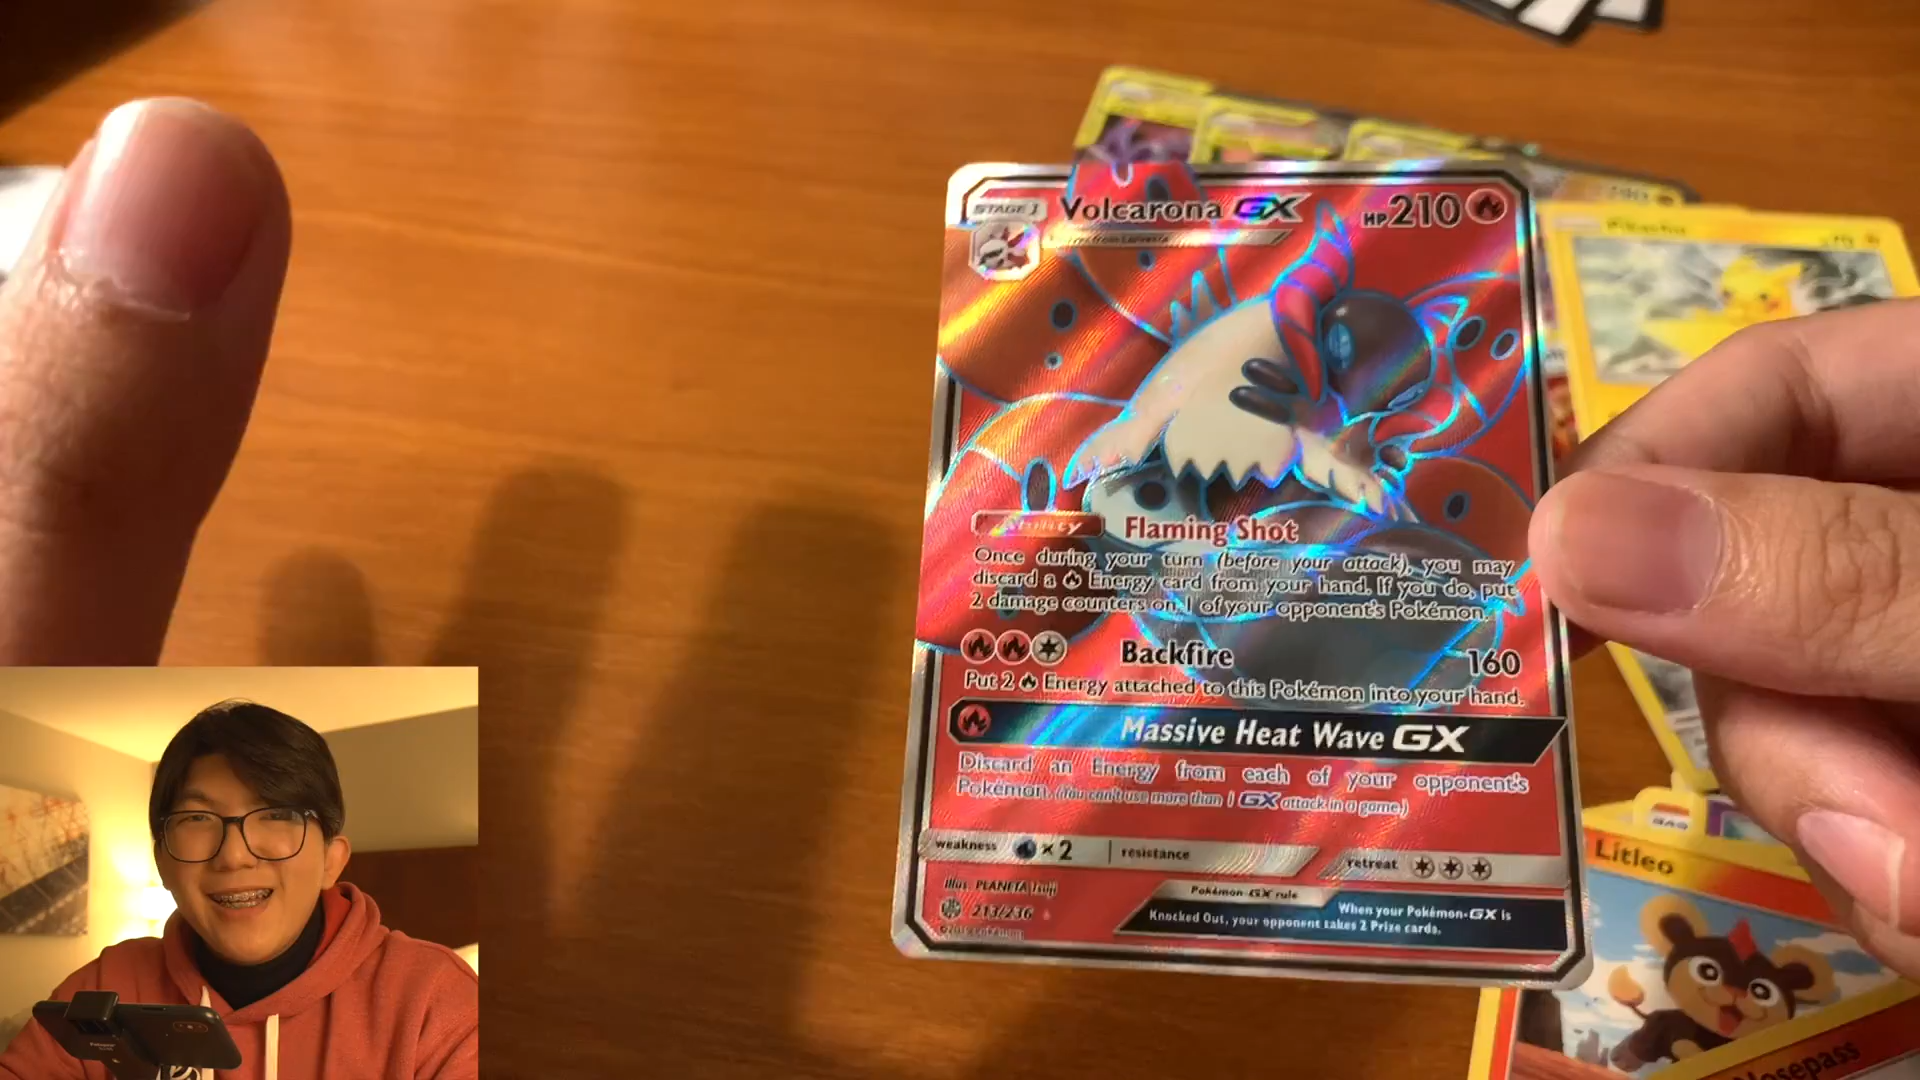 STAGE 1
Volcarona GX
HP210
Ability
Flaming Shot
Once during your turn (before your attack), you may
discard a Energy card from your hand. If you do, put
2 damage counters on 1 of your opponent's Pokémon.
Backfire
160
Put 2 Energy attached to this Pokémon into your hand.
Massive Heat Wave GX
Discard an Energy from each of your opponent's
Pokémon. (You can't use more than 1 GX attack in a game.)
weakness
×2
resistance
retreat
Illus. PLANETA Tsuji
213/236
Pokémon-GX rule
When your Pokémon-GX is
Knocked Out, your opponent takes 2 Prize cards.
Pikachu
BASIC
Litleo
Nosepass